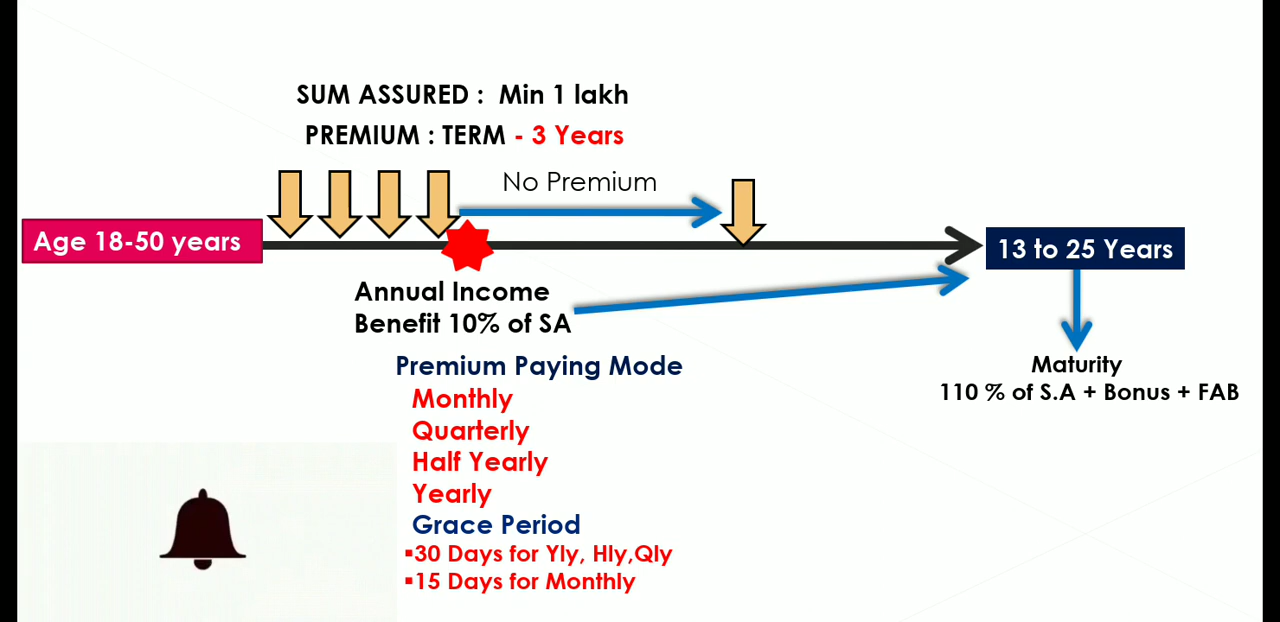 SUM ASSURED : Min 1 lakh
PREMIUM : TERM - 3 Years
No Premium
Age 18-50 years
13 to 25 Years
Annual Income
Benefit 10% of SA
Maturity
110 % of S.A + Bonus + FAB
Premium Paying Mode
Monthly
Quarterly
Half Yearly
Yearly
Grace Period
▪30 Days for Yly, Hly,Qly
▪15 Days for Monthly